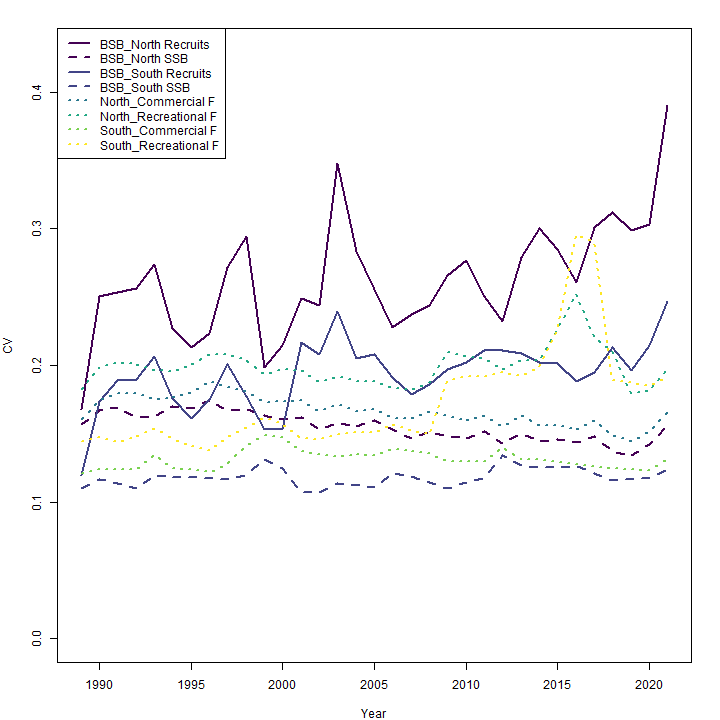 BSB_North Recruits
BSB_North SSB
BSB_South Recruits
BSB_South SSB
North_Commercial F
North_Recreational F
South_Commercial F
South_Recreational F
0.4
0.3
0.2
0.1
0.0
CV
1990 1995 2000 2005 2010 2015 2020
Year